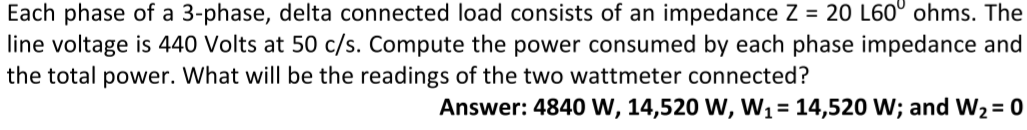 Each phase of a 3-phase, delta connected load consists of an impedance Z = 20 L60⁰ ohms. The
line voltage is 440 Volts at 50 c/s. Compute the power consumed by each phase impedance and
the total power. What will be the readings of the two wattmeter connected?
Answer: 4840 W, 14,520 W, W₁ = 14,520 W; and W₂ = 0